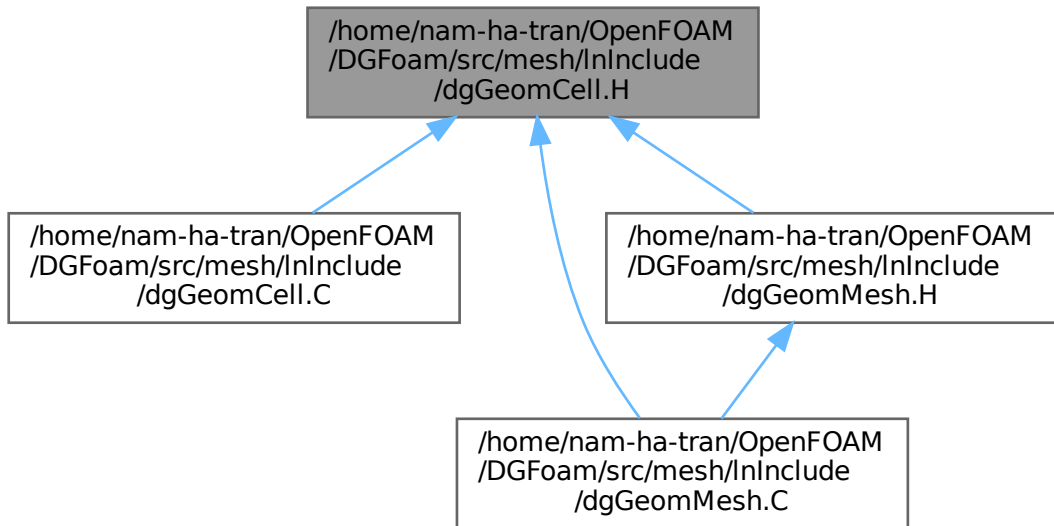 /home/nam-ha-tran/OpenFOAM
/DGFoam/src/mesh/lnInclude
/dgGeomCell.H
/home/nam-ha-tran/OpenFOAM
/DGFoam/src/mesh/lnInclude
/dgGeomCell.C
/home/nam-ha-tran/OpenFOAM
/DGFoam/src/mesh/lnInclude
/dgGeomMesh.H
/home/nam-ha-tran/OpenFOAM
/DGFoam/src/mesh/lnInclude
/dgGeomMesh.C